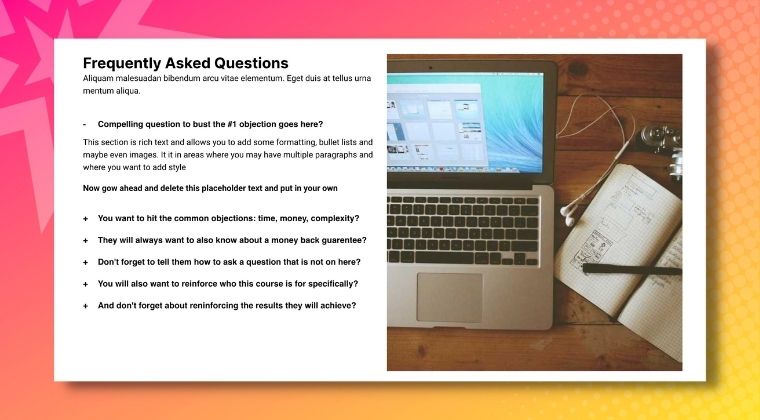 Frequently Asked Questions
Aliquam malesuadan bibendum arcu vitae elementum. Eget duis at tellus urna
mentum aliqua.
- Compelling question to bust the #1 objection goes here?
This section is rich text and allows you to add some formatting, bullet lists and
maybe even images. It it in areas where you may have multiple paragraphs and
where you want to add style
Now gow ahead and delete this placeholder text and put in your own
+ You want to hit the common objections: time, money, complexity?
+ They will always want to also know about a money back guarentee?
+ Don't forget to tell them how to ask a question that is not on here?
+ You will also want to reinforce who this course is for specifically?
+ And don't forget about reninforcing the results they will achieve?